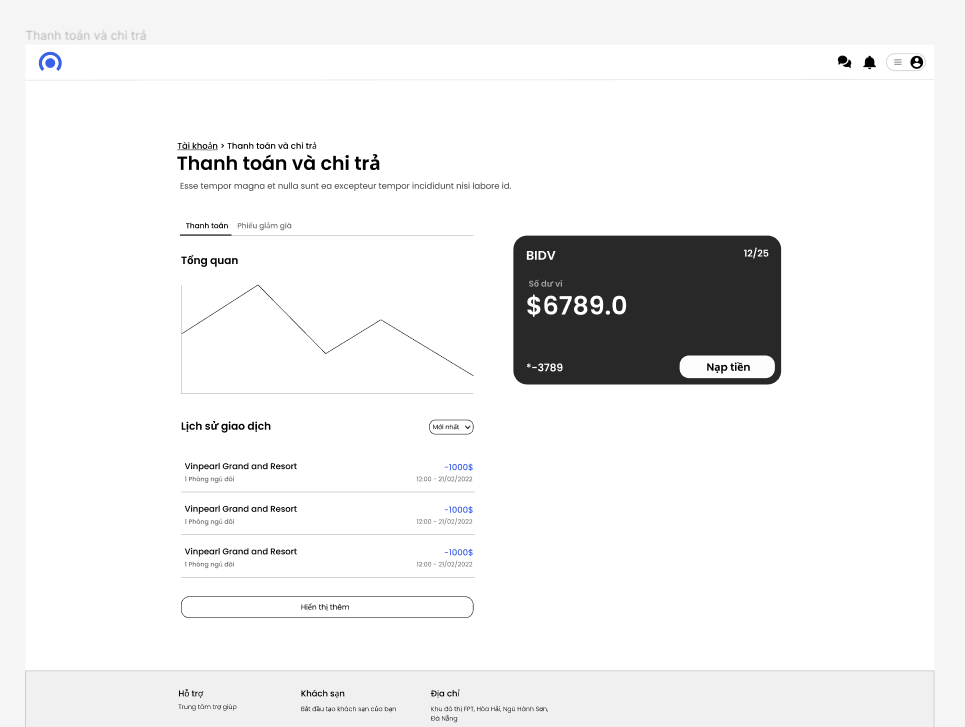 Thanh toán và chi trả
Tài khoản > Thanh toán và chi trả
Thanh toán và chi trả
Esse tempor magna et nulla sunt ea excepteur tempor incididunt nisi labore id.
Thanh toán Phiếu giảm giá
Tổng quan
BIDV 12/25
Số dư ví
$6789.0
*-3789 Nạp tiền
Lịch sử giao dịch Mới nhất
Vinpearl Grand and Resort -1000$
1 Phòng ngủ đôi 12:00 - 21/02/2022
Vinpearl Grand and Resort -1000$
1 Phòng ngủ đôi 12:00 - 21/02/2022
Vinpearl Grand and Resort -1000$
1 Phòng ngủ đôi 12:00 - 21/02/2022
Hiển thị thêm
Hỗ trợ Khách sạn Địa chỉ
Trung tâm trợ giúp Bắt đầu tạo khách sạn của bạn Khu đô thị FPT, Hòa Hải, Ngũ Hành Sơn,
Đà Nẵng